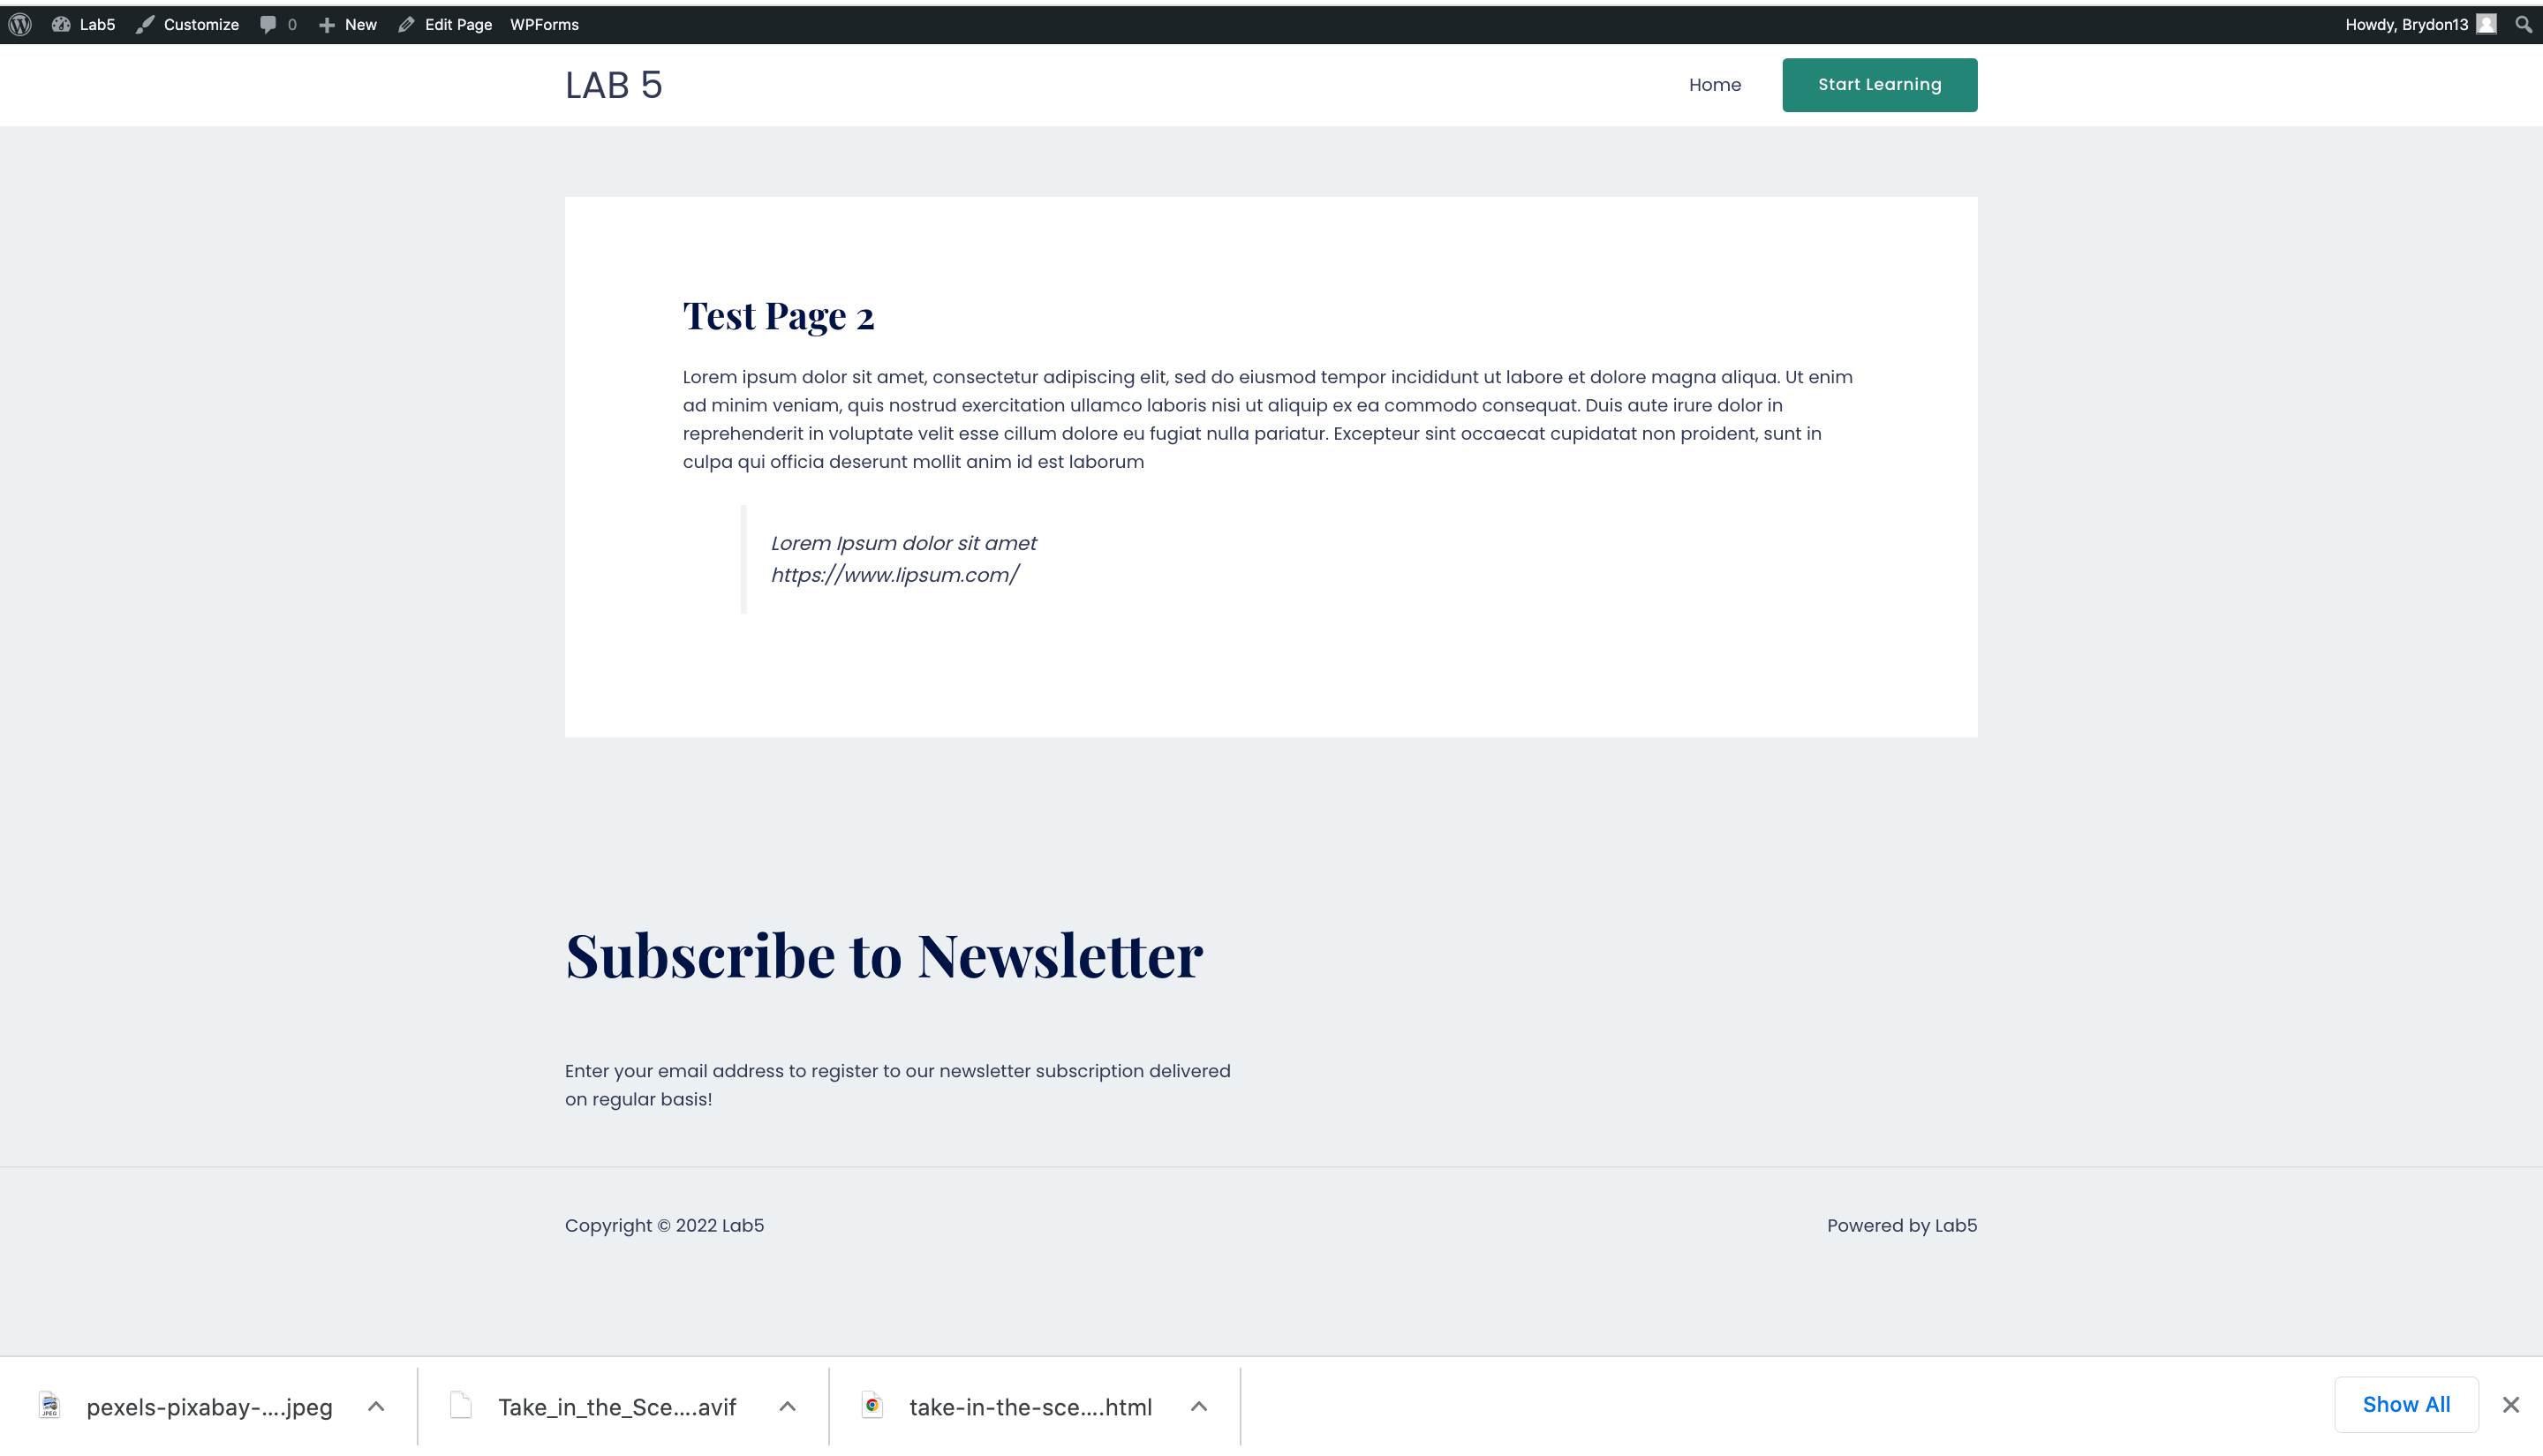 Lab5 Customize 0 New Edit Page WPForms Howdy, Brydon13
LAB 5 Home Start Learning
Test Page 2
Lorem ipsum dolor sit amet, consectetur adipiscing elit, sed do eiusmod tempor incididunt ut labore et dolore magna aliqua. Ut enim
ad minim veniam, quis nostrud exercitation ullamco laboris nisi ut aliquip ex ea commodo consequat. Duis aute irure dolor in
reprehenderit in voluptate velit esse cillum dolore eu fugiat nulla pariatur. Excepteur sint occaecat cupidatat non proident, sunt in
culpa qui officia deserunt mollit anim id est laborum
Lorem Ipsum dolor sit amet
https://www.lipsum.com/
Subscribe to Newsletter
Enter your email address to register to our newsletter subscription delivered
on regular basis!
Copyright © 2022 Lab5 Powered by Lab5
pexels-pixabay-....jpeg Take_in_the_Sce....avif take-in-the-sce....html Show All